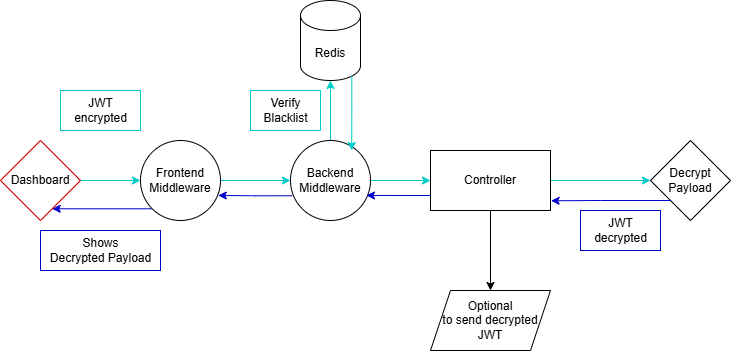 Redis
JWT
encrypted
Verify
Blacklist
Dashboard
Frontend
Middleware
Backend
Middleware
Controller
Decrypt
Payload
Shows
Decrypted Payload
JWT
decrypted
Optional
to send decrypted
JWT